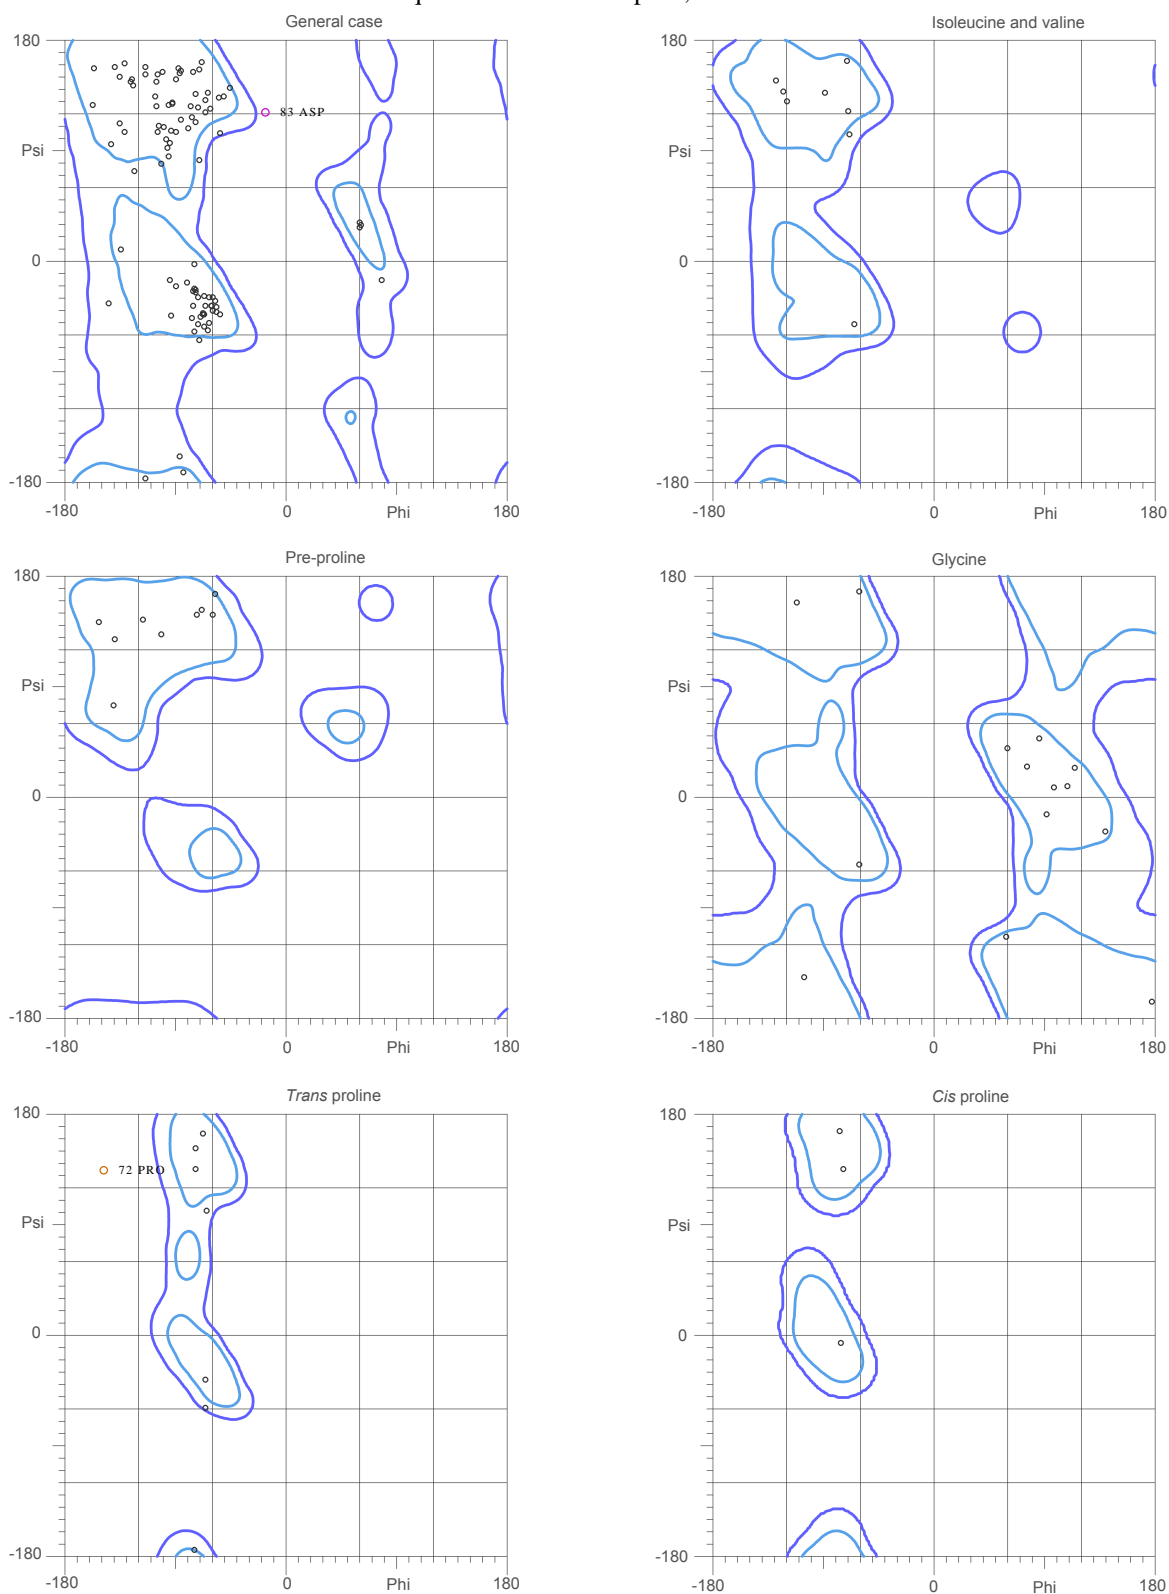 General case
Isoleucine and valine
180
180
83 ASP
Psi
Psi
0
0
-180
-180
-180
0
Phi
180
-180
0
Phi
180
Pre-proline
Glycine
180
180
Psi
Psi
0
0
-180
-180
-180
0
Phi
180
-180
0
Phi
180
Trans proline
Cis proline
180
180
72 PRO
Psi
Psi
0
0
-180
-180
-180
0
Phi
180
-180
0
Phi
180